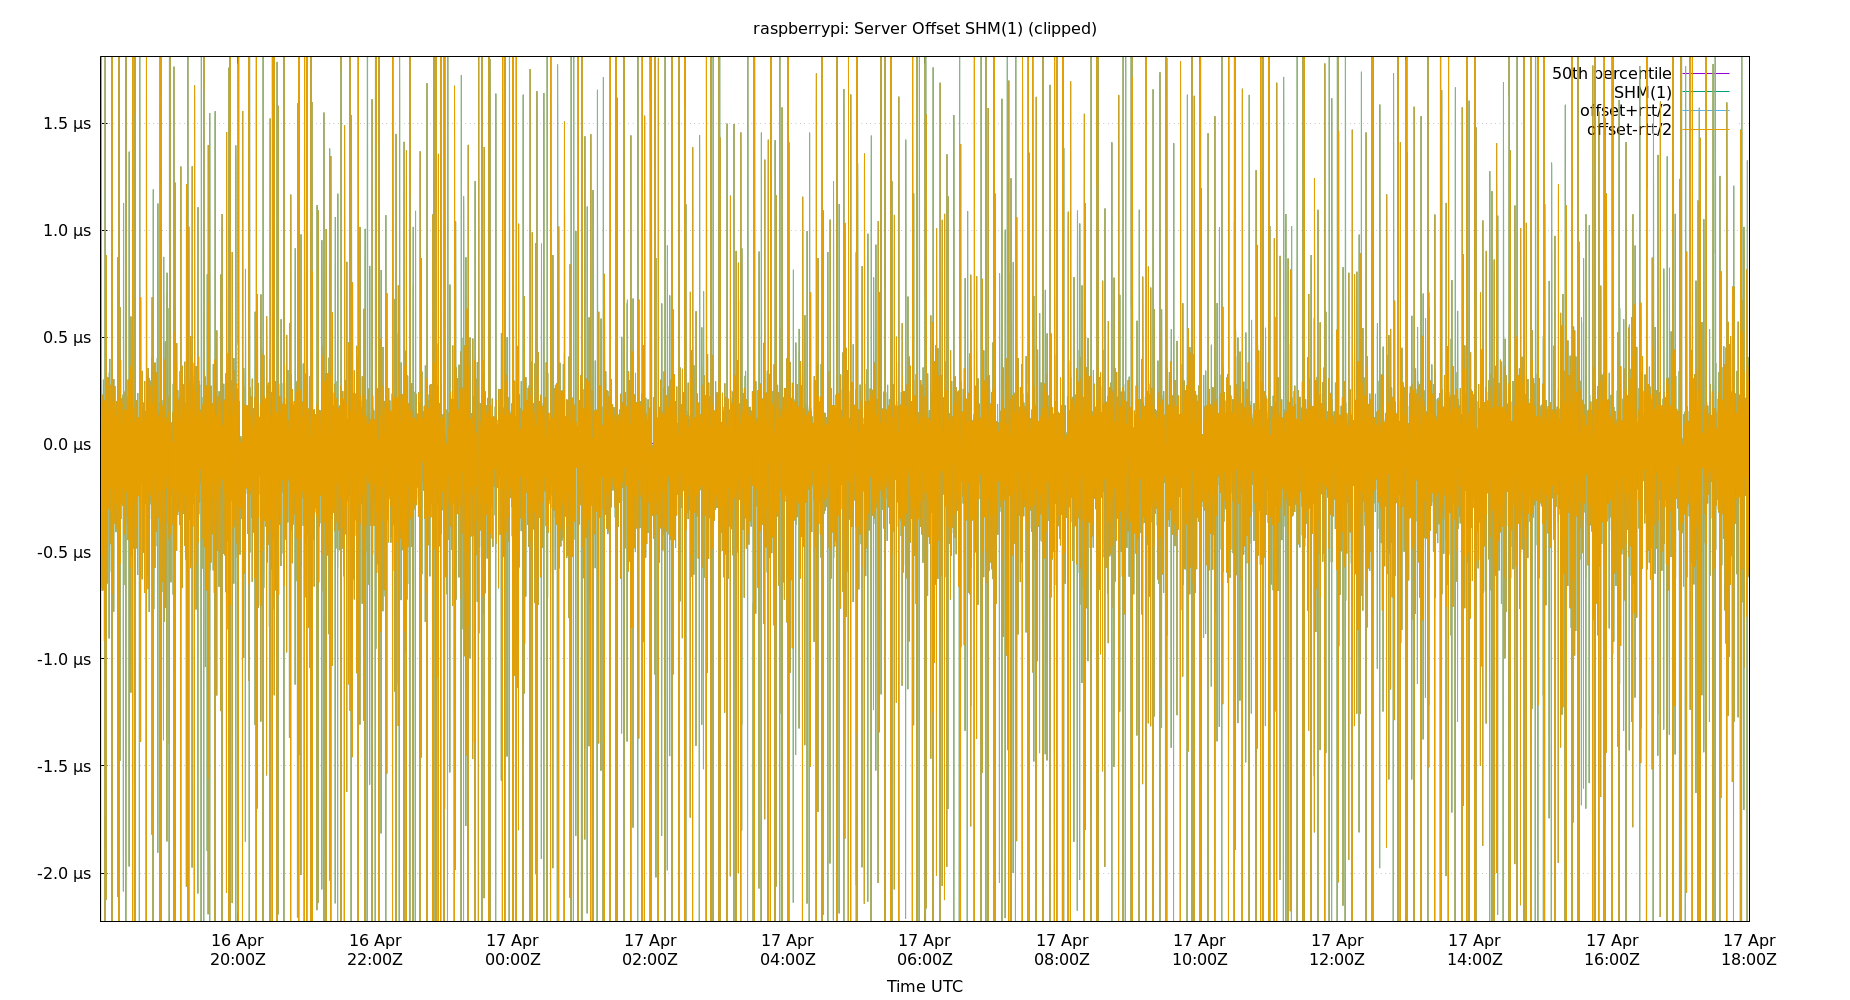 raspberrypi: Server Offset SHM(1) (clipped)
50th percentile
SHM(1)
offset+rtt/2
offset-rtt/2
1.5 µs
1.0 µs
0.5 µs
0.0 µs
-0.5 µs
-1.0 µs
-1.5 µs
-2.0 µs
16 Apr 16 Apr 17 Apr 17 Apr 17 Apr 17 Apr 17 Apr 17 Apr 17 Apr 17 Apr 17 Apr 17 Apr
20:00Z 22:00Z 00:00Z 02:00Z 04:00Z 06:00Z 08:00Z 10:00Z 12:00Z 14:00Z 16:00Z 18:00Z
Time UTC